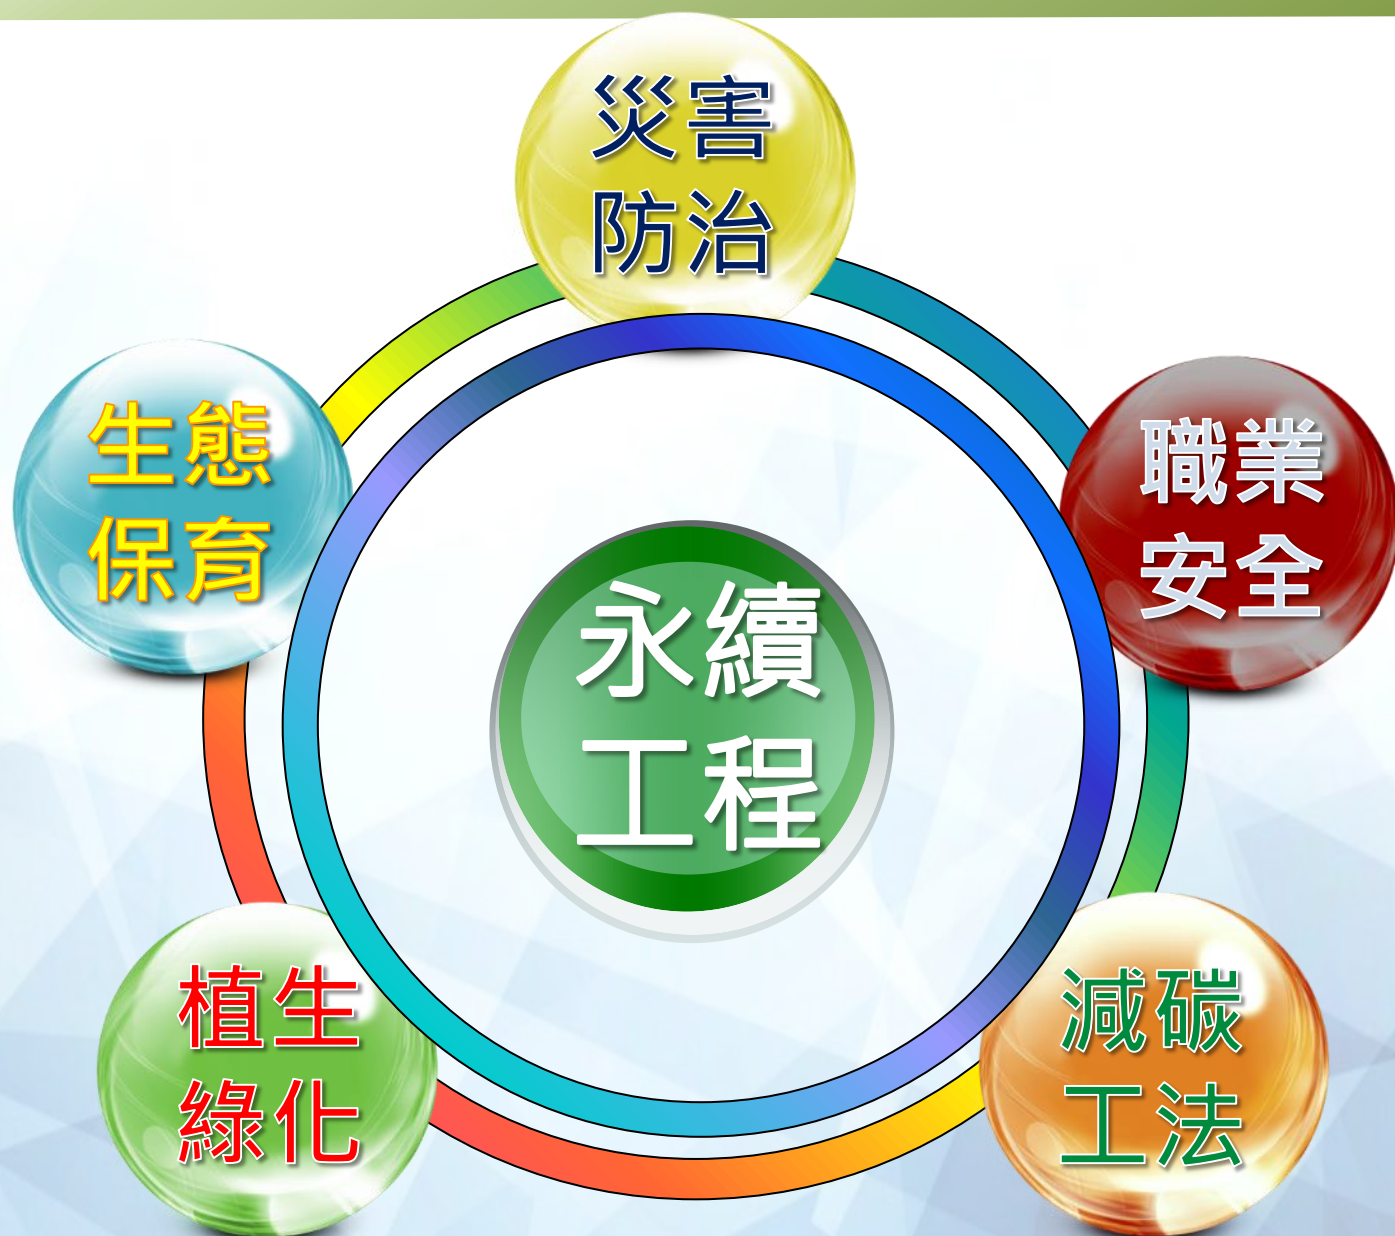 災害
防治
生態
保育
職業
安全
永續
工程
植生
綠化
減碳
工法